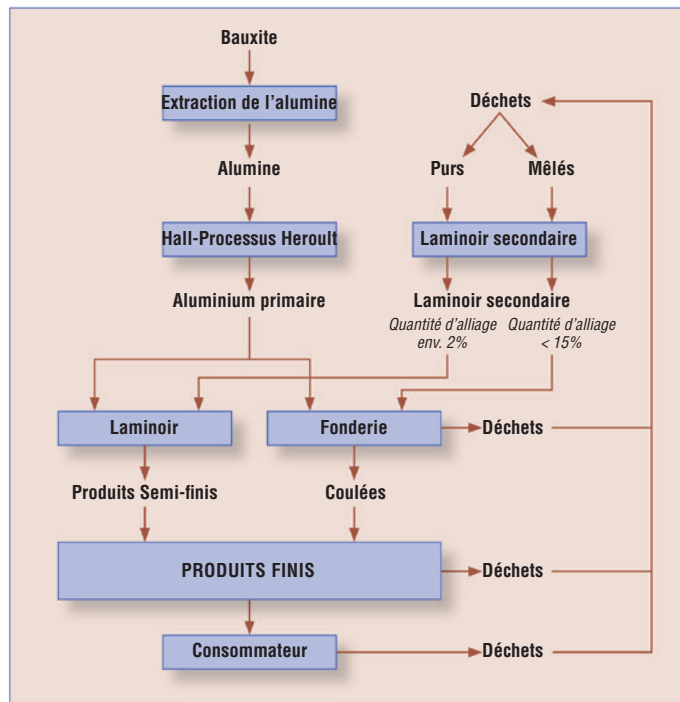 Bauxite
Extraction de l'alumine
Déchets
Alumine
Purs
Mêlés
Hall-Processus Heroult
Laminoir secondaire
Aluminium primaire
Laminoir secondaire
Quantité d'alliage
env. 2%
Quantité d'alliage
< 15%
Laminoir
Fonderie
Déchets
Produits Semi-finis
Coulées
PRODUITS FINIS
Déchets
Consommateur
Déchets